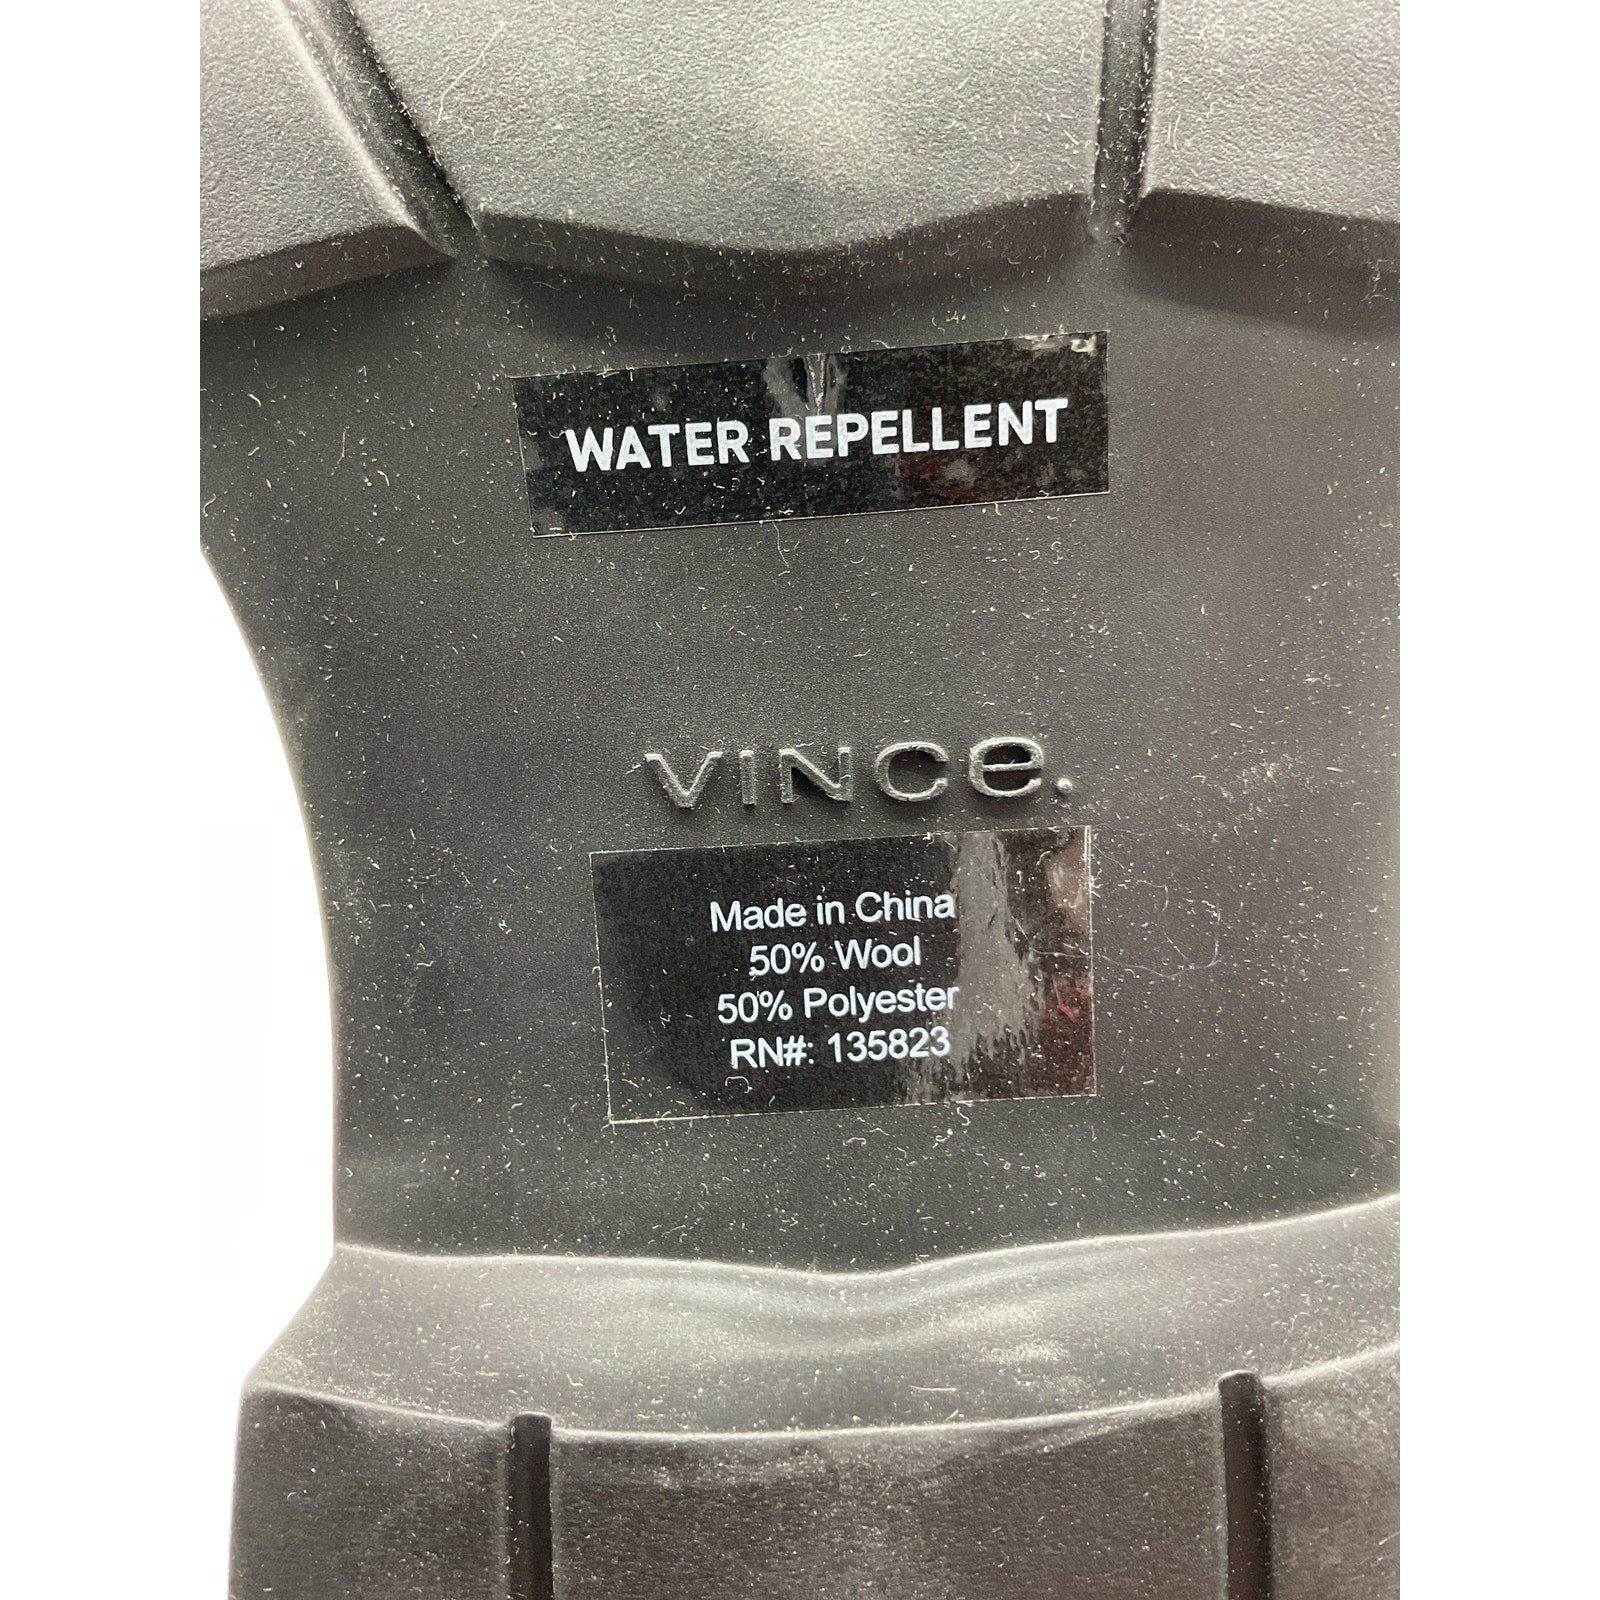 WATER REPELLENT
VINCe.
Made in China
50% Wool
50% Polyester
RN#: 135823